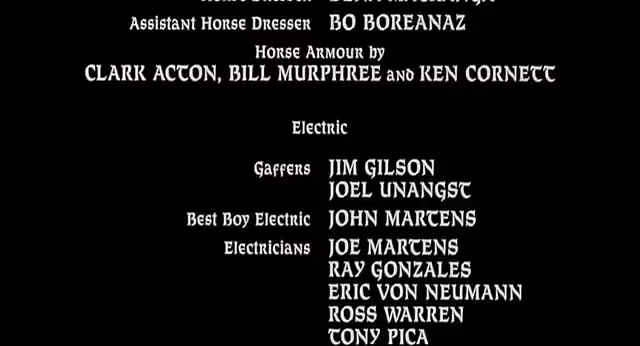 Assistant Horse Dresser BO BOREANAZ
Horse Armour by
CLARK ACTON, BILL MURPHREE and KEN CORNETT
Electric
Gaffers JIM GILSON
JOEL UNANGST
Best Boy Electric JOHN MARTENS
Electricians JOE MARTENS
RAY GONZALES
ERIC VON NEUMANN
ROSS WARREN
TONY PICA